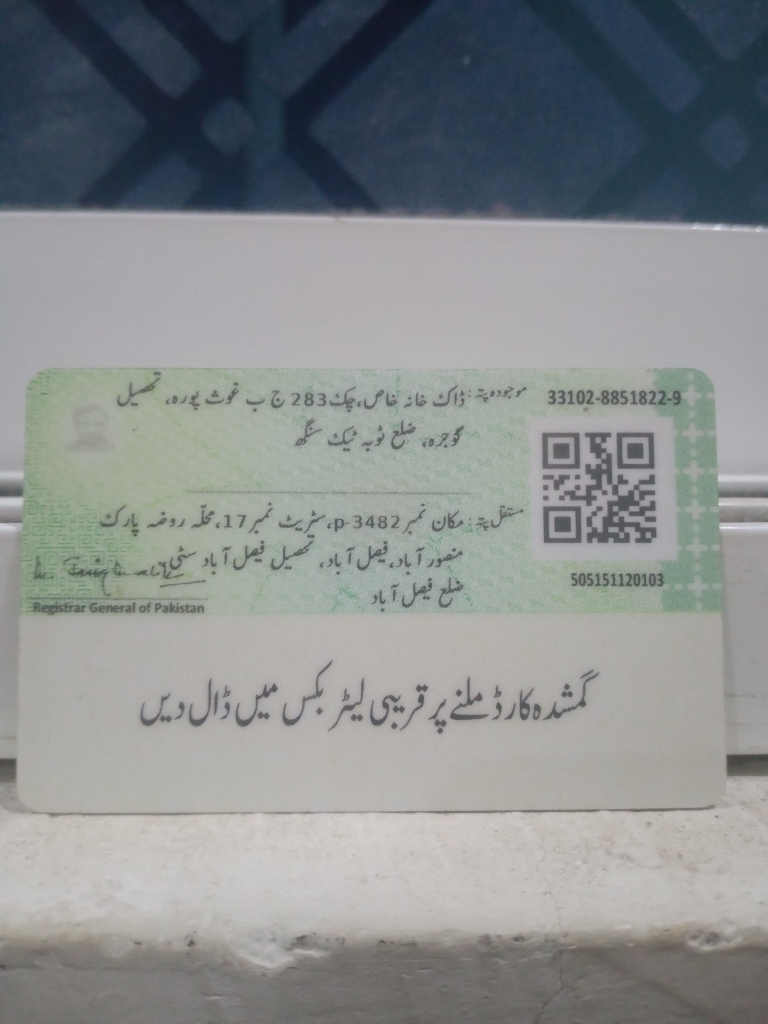 موجودہ پتہ: ڈاک خانہ خاص، چک 283 ج ب غوث پورہ، تحصیل
گوجرہ، ضلع ٹوبہ ٹیک سنگھ
33102-8851822-9
مستقل پتہ: مکان نمبر p-3482، سٹریٹ نمبر 17، محلہ روضہ پارک
منصور آباد، فیصل آباد، تحصیل فیصل آباد سٹی
ضلع فیصل آباد
505151120103
Registrar General of Pakistan
گمشدہ کارڈ ملنے پر قریبی لیٹر بکس میں ڈال دیں